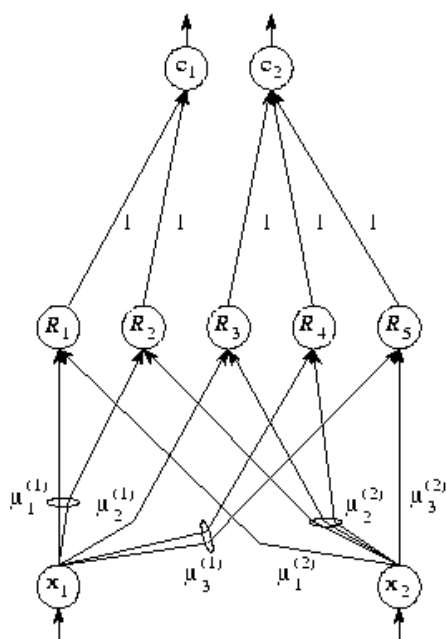 c₁ c₂
1 1 1 1 1
R₁ R₂ R₃ R₄ R₅
μ₁⁽¹⁾ μ₂⁽¹⁾ μ₂⁽²⁾ μ₃⁽²⁾
μ₃⁽¹⁾ μ₁⁽²⁾
x₁ x₂